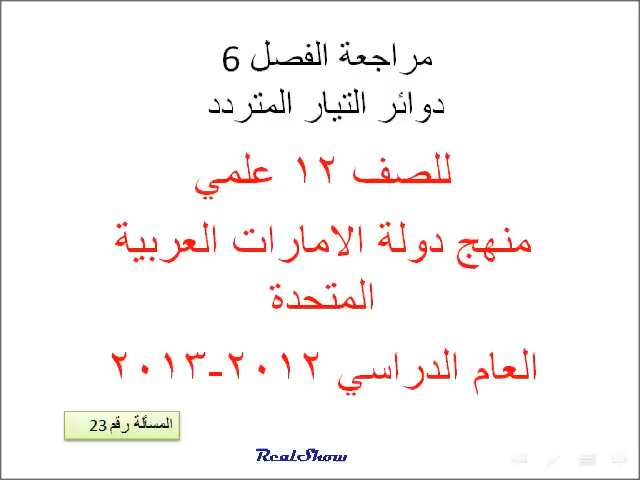 مراجعة الفصل 6
دوائر التيار المتردد
للصف ١٢ علمي
منهج دولة الامارات العربية
المتحدة
العام الدراسي ٢٠١٢-٢٠١٣
المسألة رقم 23
RealShow